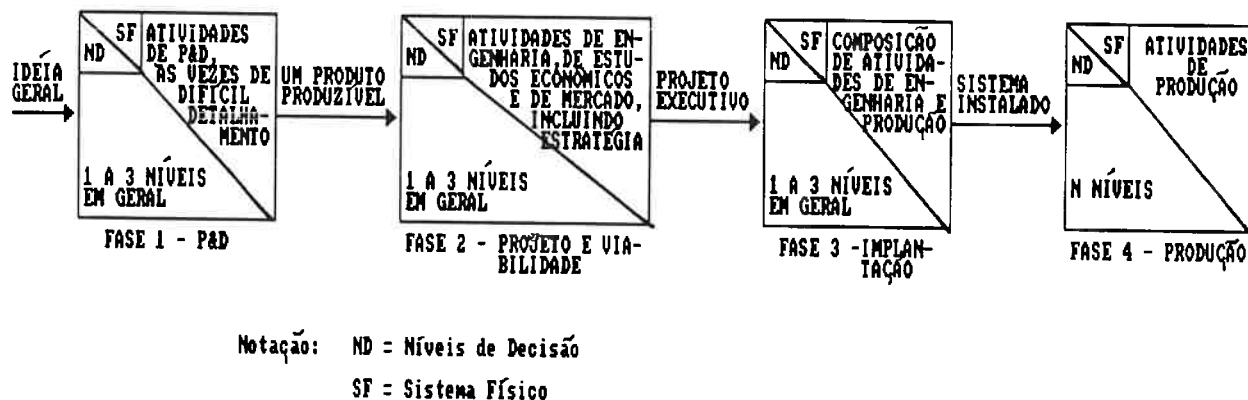 IDÉIA
GERAL
SF
ND
ATIVIDADES
DE P&D,
ÀS VEZES DE
DIFÍCIL
DETALHA-
MENTO
1 A 3 NÍVEIS
EM GERAL
FASE 1 - P&D
UM PRODUTO
PRODUZIVEL
SF
ND
ATIVIDADES DE EN-
GENHARIA, DE ESTU-
DOS ECONÔMICOS
E DE MERCADO,
INCLUINDO
ESTRATÉGIA
1 A 3 NÍVEIS
EM GERAL
FASE 2 - PROJETO E VIA-
BILIDADE
PROJETO
EXECUTIVO
SF
ND
COMPOSIÇÃO
DE ATIVIDA-
DES DE EN-
GENHARIA E
PRODUÇÃO
1 A 3 NÍVEIS
EM GERAL
FASE 3 -IMPLAN-
TAÇÃO
SISTEMA
INSTALADO
SF
ND
ATIVIDADES
DE
PRODUÇÃO
N NÍVEIS
FASE 4 - PRODUÇÃO
Notação: ND = Níveis de Decisão
SF = Sistema Físico